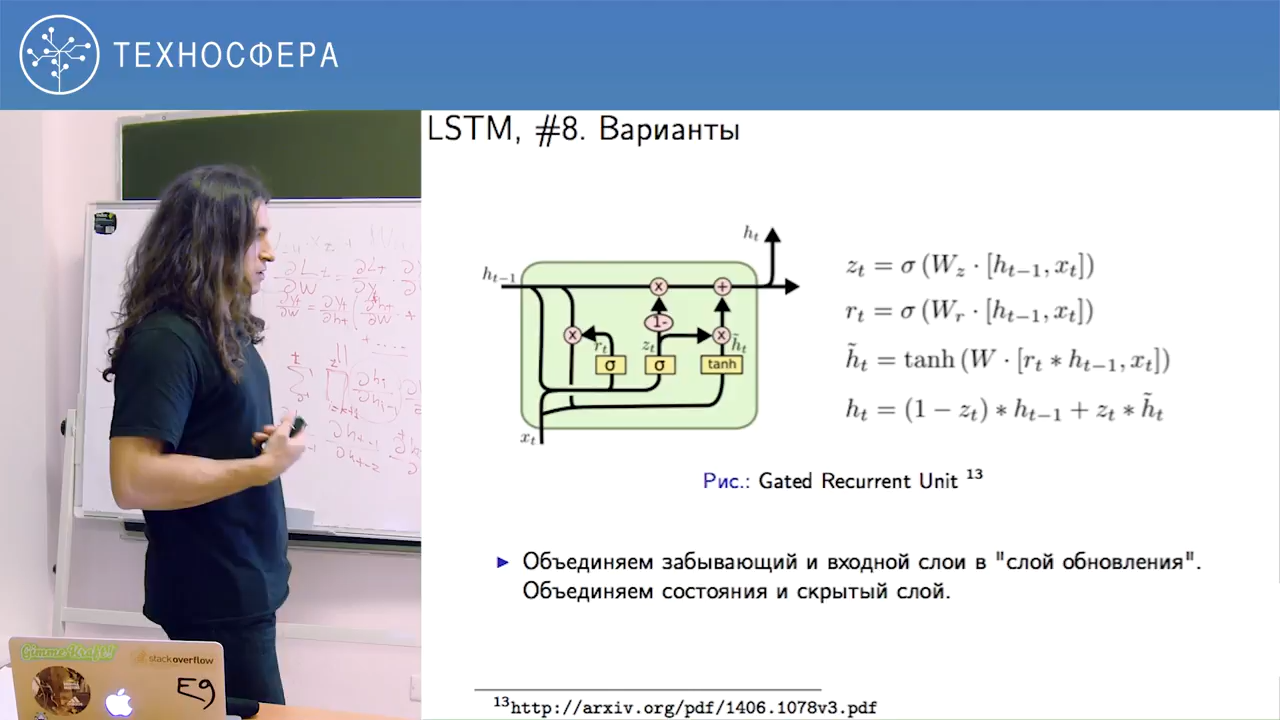 ТЕХНОСФЕРА
LSTM, #8. Варианты
h_t
h_{t-1}
x
+
1-
x
x
r_t
z_t
h̃_t
σ
σ
tanh
x_t
z_t = σ (W_z · [h_{t-1}, x_t])
r_t = σ (W_r · [h_{t-1}, x_t])
h̃_t = tanh (W · [r_t * h_{t-1}, x_t])
h_t = (1 − z_t) * h_{t-1} + z_t * h̃_t
Рис.: Gated Recurrent Unit 13
► Объединяем забывающий и входной слои в "слой обновления".
Объединяем состояния и скрытый слой.
13http://arxiv.org/pdf/1406.1078v3.pdf
stackoverflow
E9